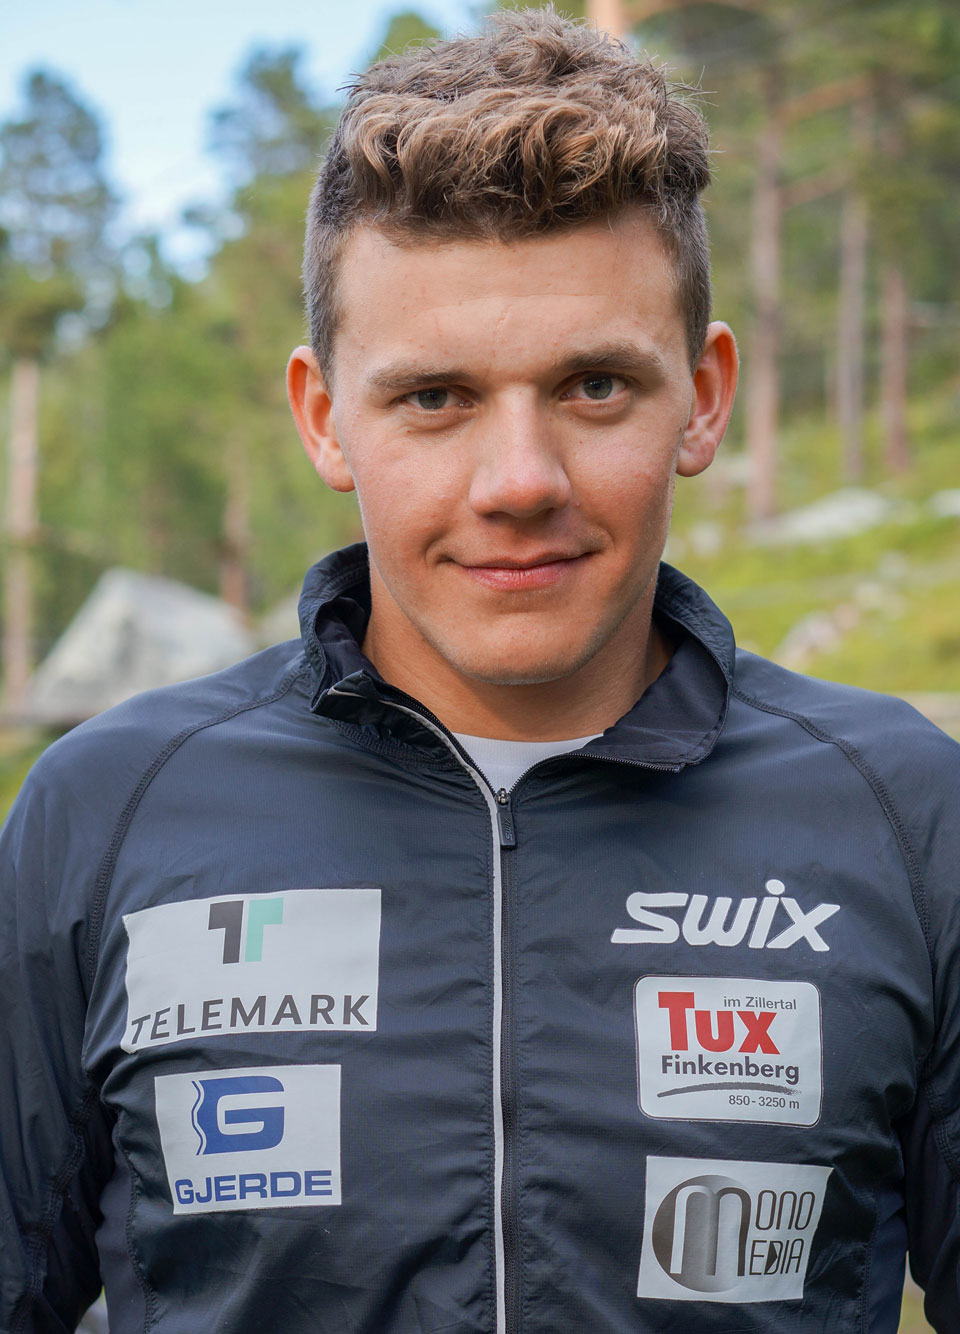 TELEMARK
GJERDE
SWIX
im Zillertal
TUX
Finkenberg
850-3250 m
MONO
MEDIA